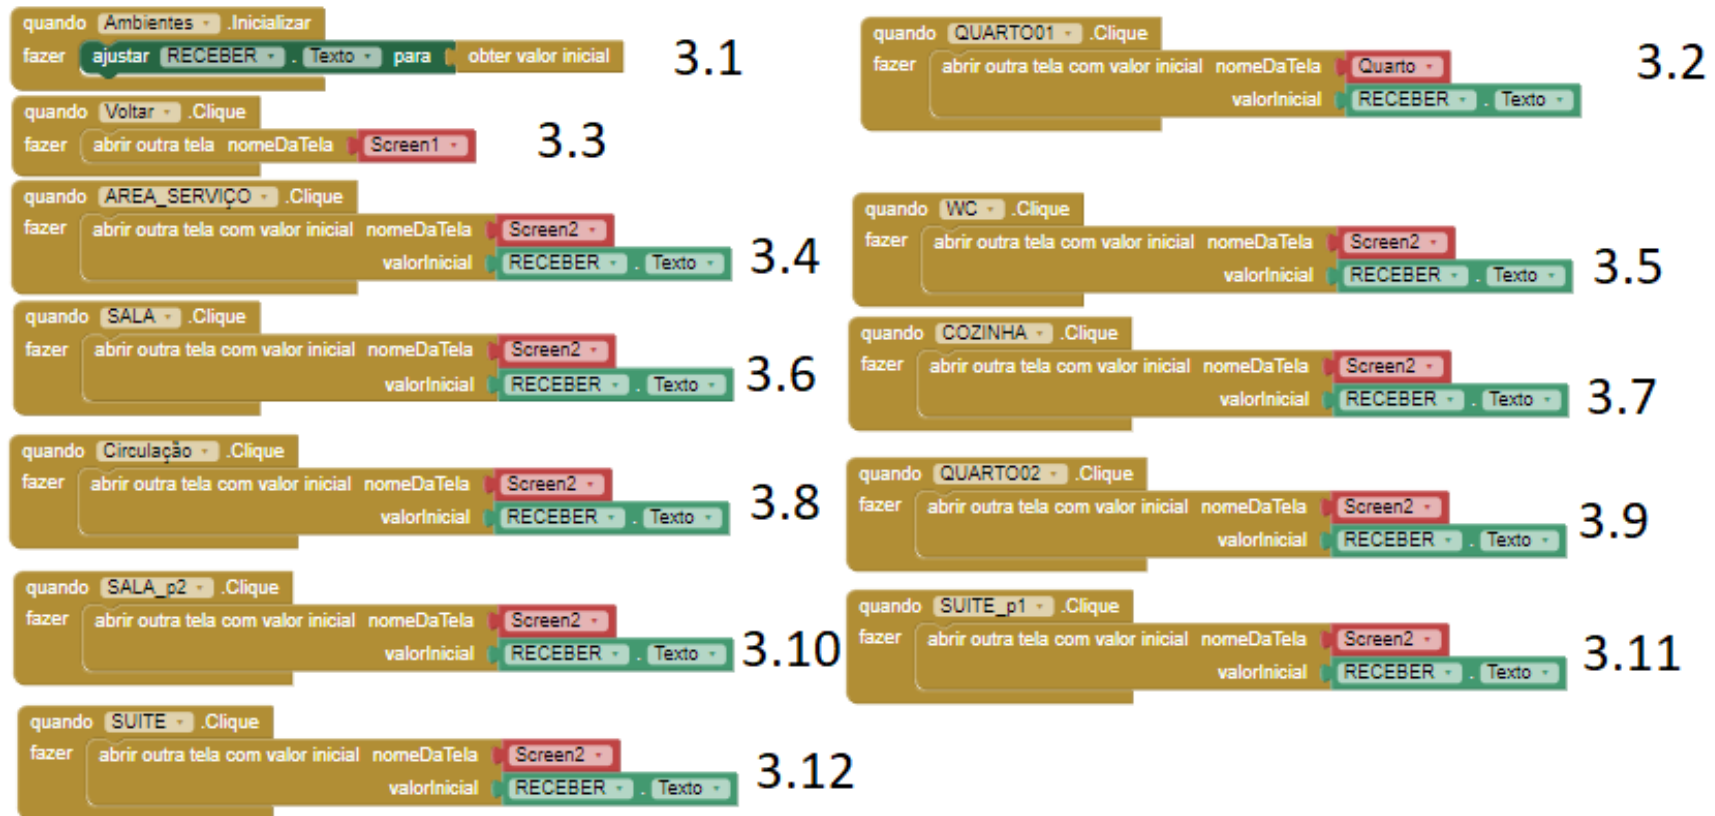 quando Ambientes .Inicializar
fazer ajustar RECEBER . Texto para obter valor inicial
3.1
quando QUARTO01 .Clique
fazer abrir outra tela com valor inicial nomeDaTela Quarto
valorInicial RECEBER . Texto
3.2
quando Voltar .Clique
fazer abrir outra tela nomeDaTela Screen1
3.3
quando AREA_SERVIÇO .Clique
fazer abrir outra tela com valor inicial nomeDaTela Screen2
valorInicial RECEBER . Texto
3.4
quando WC .Clique
fazer abrir outra tela com valor inicial nomeDaTela Screen2
valorInicial RECEBER . Texto
3.5
quando SALA .Clique
fazer abrir outra tela com valor inicial nomeDaTela Screen2
valorInicial RECEBER . Texto
3.6
quando COZINHA .Clique
fazer abrir outra tela com valor inicial nomeDaTela Screen2
valorInicial RECEBER . Texto
3.7
quando Circulação .Clique
fazer abrir outra tela com valor inicial nomeDaTela Screen2
valorInicial RECEBER . Texto
3.8
quando QUARTO02 .Clique
fazer abrir outra tela com valor inicial nomeDaTela Screen2
valorInicial RECEBER . Texto
3.9
quando SALA_p2 .Clique
fazer abrir outra tela com valor inicial nomeDaTela Screen2
valorInicial RECEBER . Texto
3.10
quando SUITE_p1 .Clique
fazer abrir outra tela com valor inicial nomeDaTela Screen2
valorInicial RECEBER . Texto
3.11
quando SUITE .Clique
fazer abrir outra tela com valor inicial nomeDaTela Screen2
valorInicial RECEBER . Texto
3.12